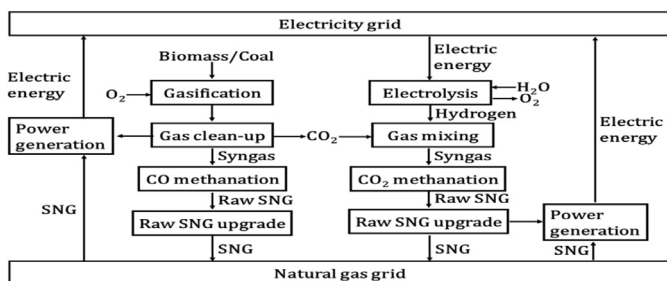 Electricity grid
Biomass/Coal
Electric
energy
Electric
energy
O₂
Gasification
Electrolysis
H₂O
O₂
Hydrogen
Electric
energy
Power
generation
Gas clean-up
CO₂
Gas mixing
Syngas
Syngas
CO methanation
CO₂ methanation
Raw SNG
Raw SNG
SNG
Raw SNG upgrade
Raw SNG upgrade
Power
generation
SNG
SNG
SNG
Natural gas grid